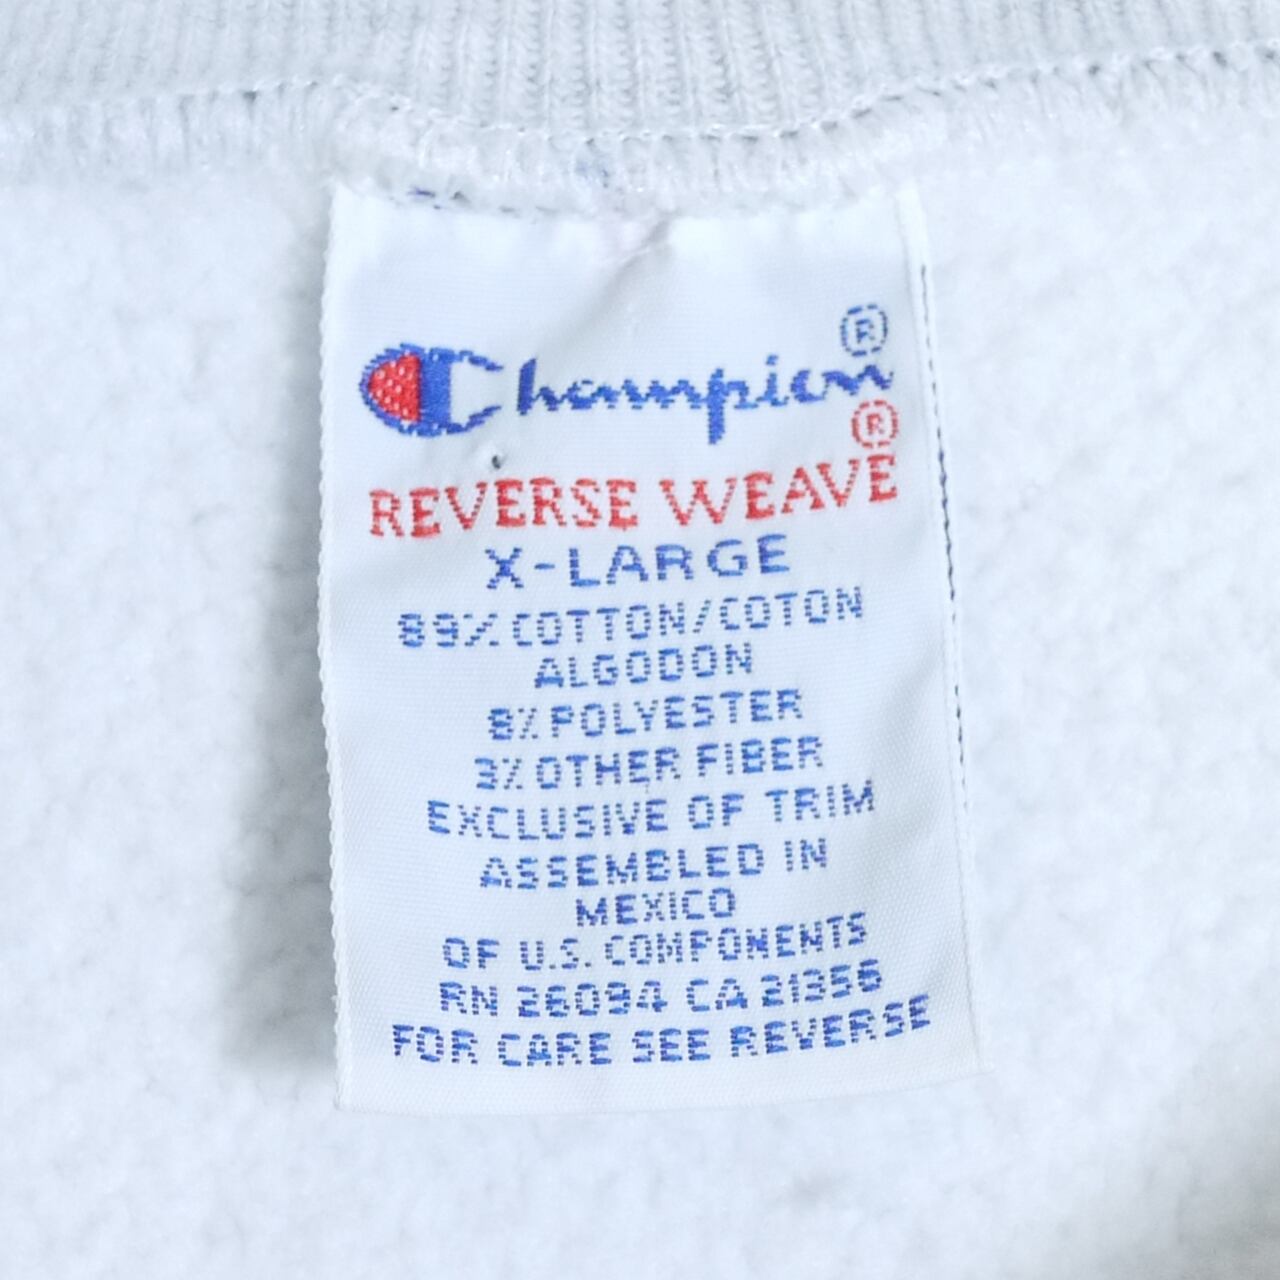 Champion®
REVERSE WEAVE®
X-LARGE
89% COTTON/COTON
ALGODON
8% POLYESTER
3% OTHER FIBER
EXCLUSIVE OF TRIM
ASSEMBLED IN
MEXICO
OF U.S. COMPONENTS
RN 26094 CA 21356
FOR CARE SEE REVERSE